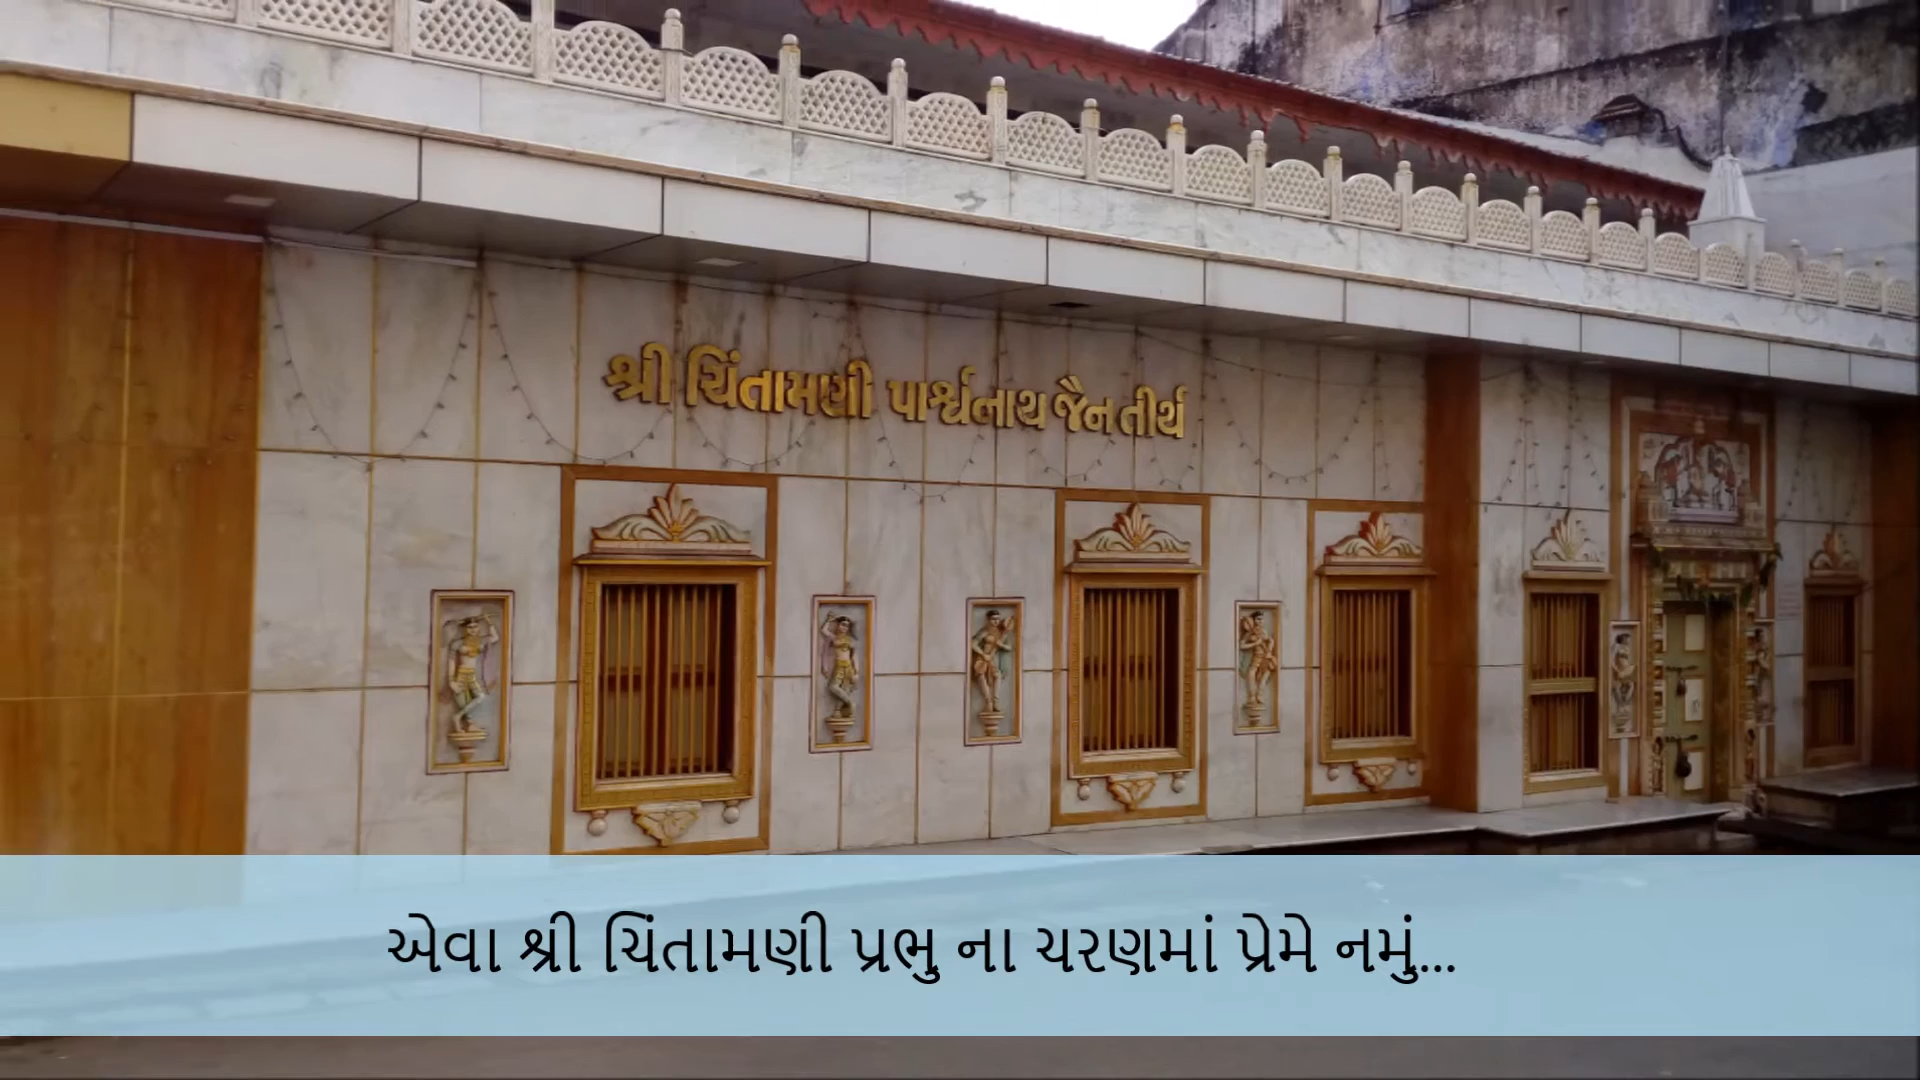 શ્રી ચિંતામણી પાર્શ્વનાથ જૈન તીર્થ
એવા શ્રી ચિંતામણી પ્રભુ ના ચરણમાં પ્રેમે નમું...